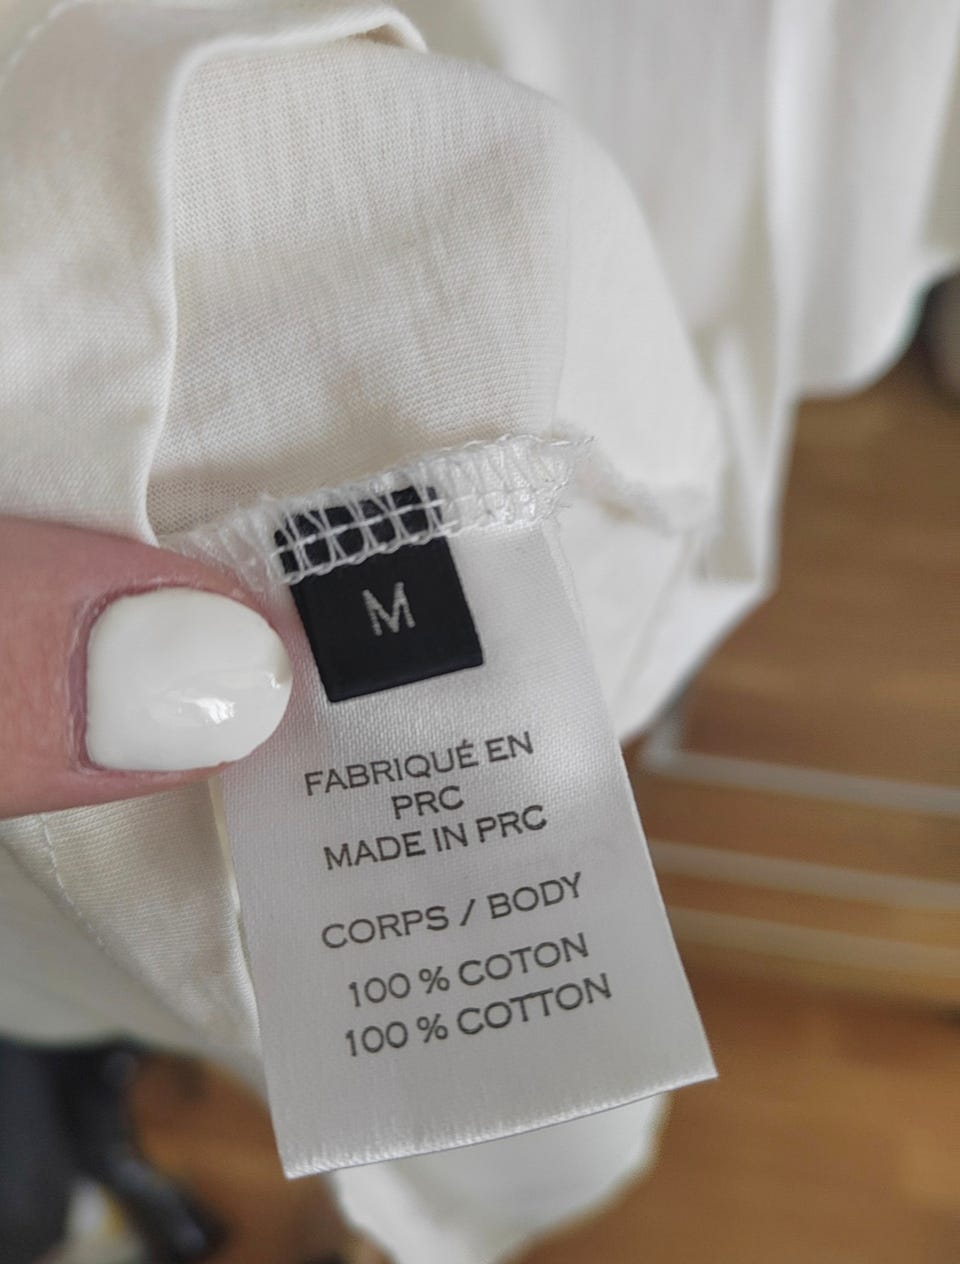 M
FABRIQUÉ EN
PRC
MADE IN PRC
CORPS / BODY
100 % COTON
100 % COTTON